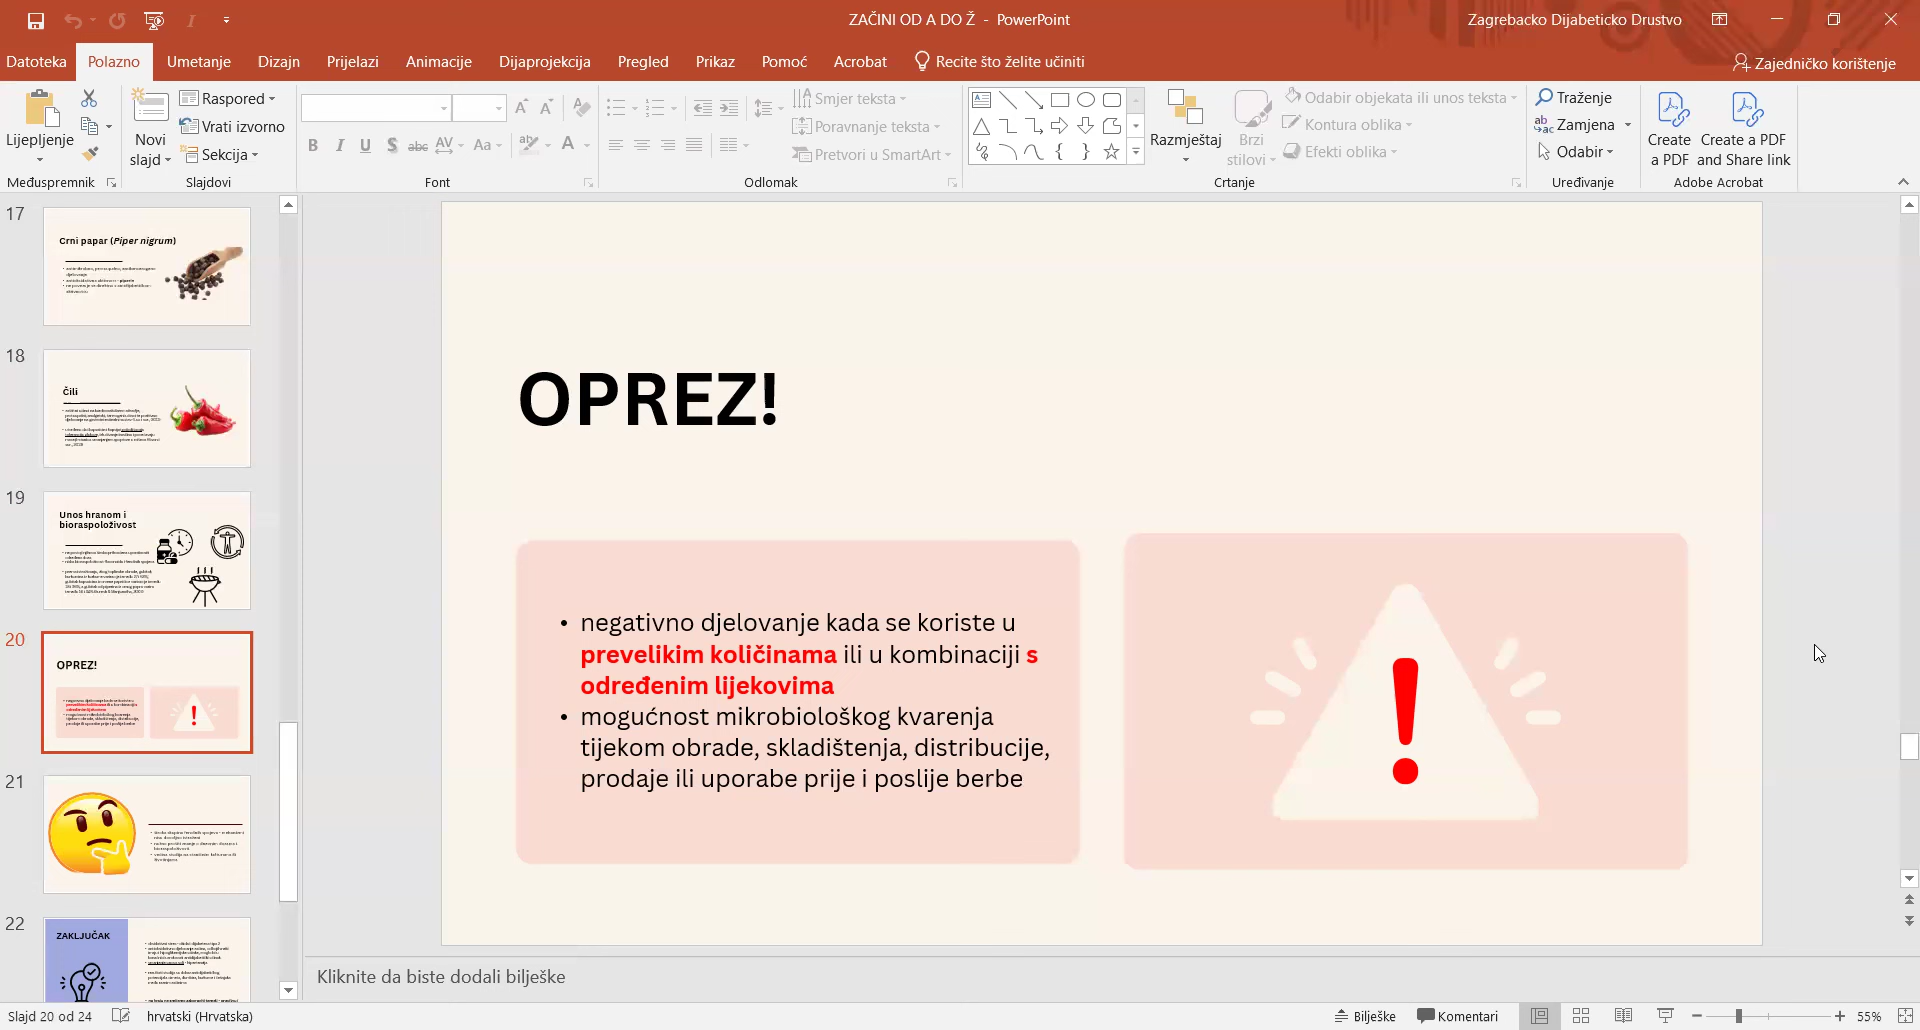 ZAČINI OD A DO Ž - PowerPoint
Zagrebacko Dijabeticko Drustvo
Datoteka Polazno Umetanje Dizajn Prijelazi Animacije Dijaprojekcija Pregled Prikaz Pomoć Acrobat Recite što želite učiniti
Zajedničko korištenje
Lijepljenje
Novi
slajd
Raspored
Vrati izvorno
Sekcija
Smjer teksta
Poravnanje teksta
Pretvori u SmartArt
Razmještaj
Brzi
stilovi
Odabir objekata ili unos teksta
Kontura oblika
Efekti oblika
Traženje
Zamjena
Odabir
Create
a PDF
Create a PDF
and Share link
Međuspremnik Slajdovi Font Odlomak Crtanje Uređivanje Adobe Acrobat
17
Crni papar (Piper nigrum)
18
Čili
19
Unos hranom i
bioraspoloživost
20
OPREZ!
21
22
ZAKLJUČAK
OPREZ!
• negativno djelovanje kada se koriste u
prevelikim količinama ili u kombinaciji s
određenim lijekovima
• mogućnost mikrobiološkog kvarenja
tijekom obrade, skladištenja, distribucije,
prodaje ili uporabe prije i poslije berbe
!
Kliknite da biste dodali bilješke
Slajd 20 od 24 hrvatski (Hrvatska) Bilješke Komentari 55%